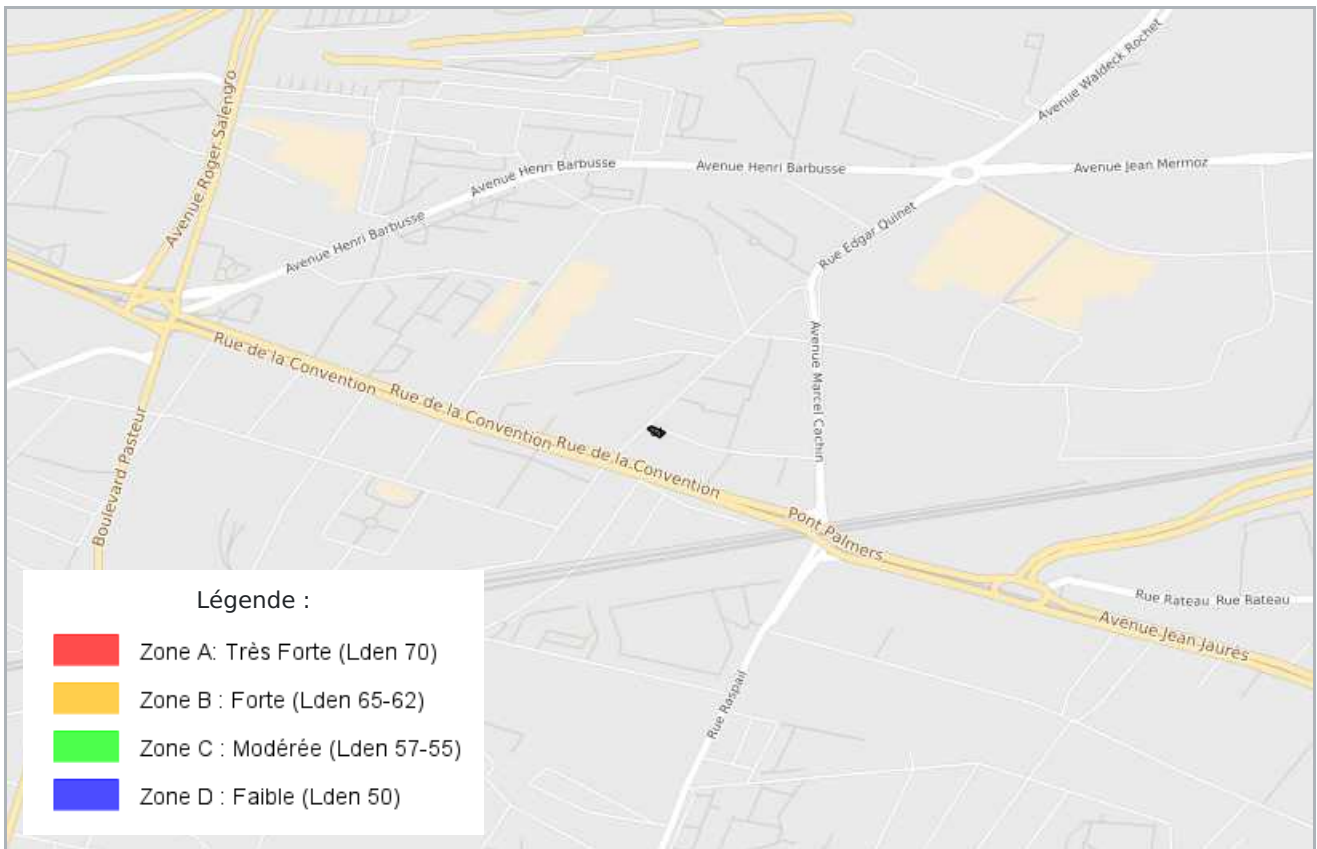 Avenue Waldeck Rochet
Avenue Roger Salengro
Avenue Henri Barbusse
Avenue Henri Barbusse
Avenue Jean Mermoz
Avenue Henri Barbusse
Rue Edgar Quinet
Rue de la Convention
Avenue Marcel Cachin
Rue de la Convention
Boulevard Pasteur
Rue de la Convention
Pont Palmers
Rue Rateau Rue Rateau
Avenue Jean Jaurès
Rue Raspail
Légende :
Zone A: Très Forte (Lden 70)
Zone B : Forte (Lden 65-62)
Zone C : Modérée (Lden 57-55)
Zone D : Faible (Lden 50)